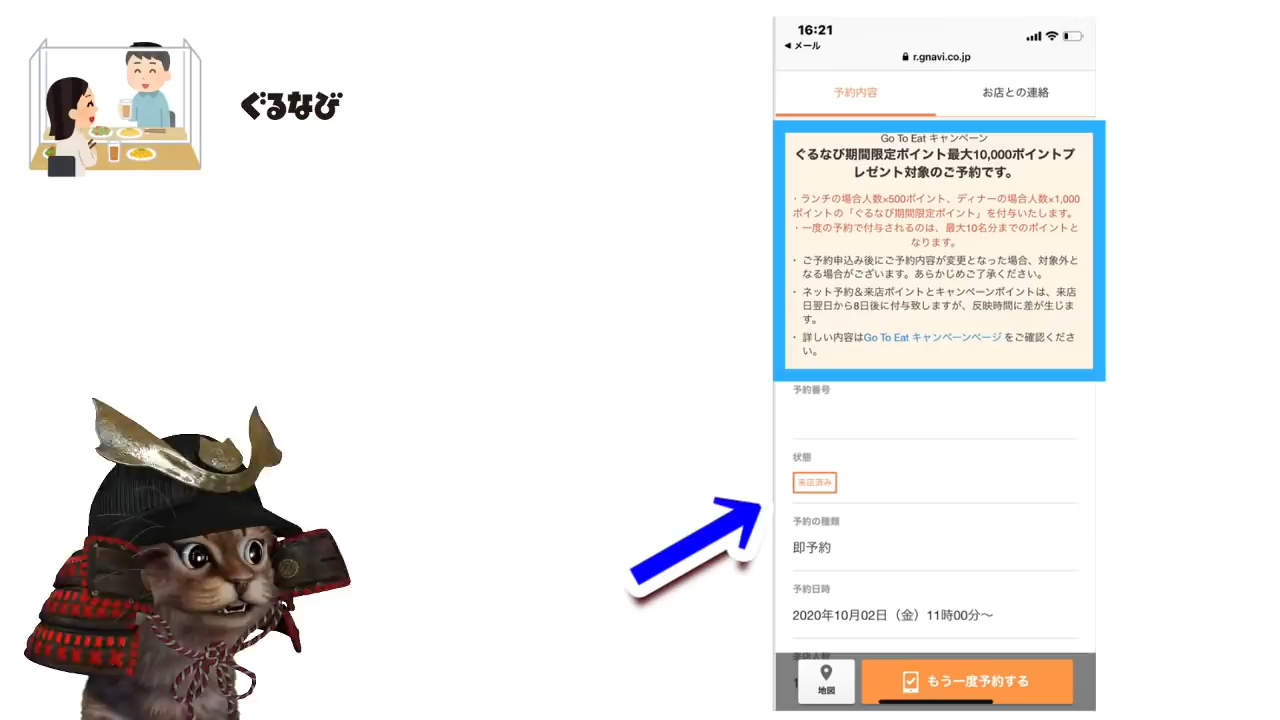 ぐるなび
16:21
◀ メール
r.gnavi.co.jp
予約内容
お店との連絡
Go To Eat キャンペーン
ぐるなび期間限定ポイント最大10,000ポイントプ
レゼント対象のご予約です。
・ランチの場合人数×500ポイント、ディナーの場合人数×1,000
ポイントの「ぐるなび期間限定ポイント」を付与いたします。
・一度の予約で付与されるのは、最大10名分までのポイントと
なります。
・ ご予約申込み後にご予約内容が変更となった場合、対象外と
なる場合がございます。あらかじめご了承ください。
・ ネット予約&来店ポイントとキャンペーンポイントは、来店
日翌日から8日後に付与致しますが、反映時間に差が生じま
す。
・ 詳しい内容はGo To Eat キャンペーンページ をご確認くださ
い。
予約番号
状態
来店済み
予約の種類
即予約
予約日時
2020年10月02日（金）11時00分〜
来店人数
地図
もう一度予約する